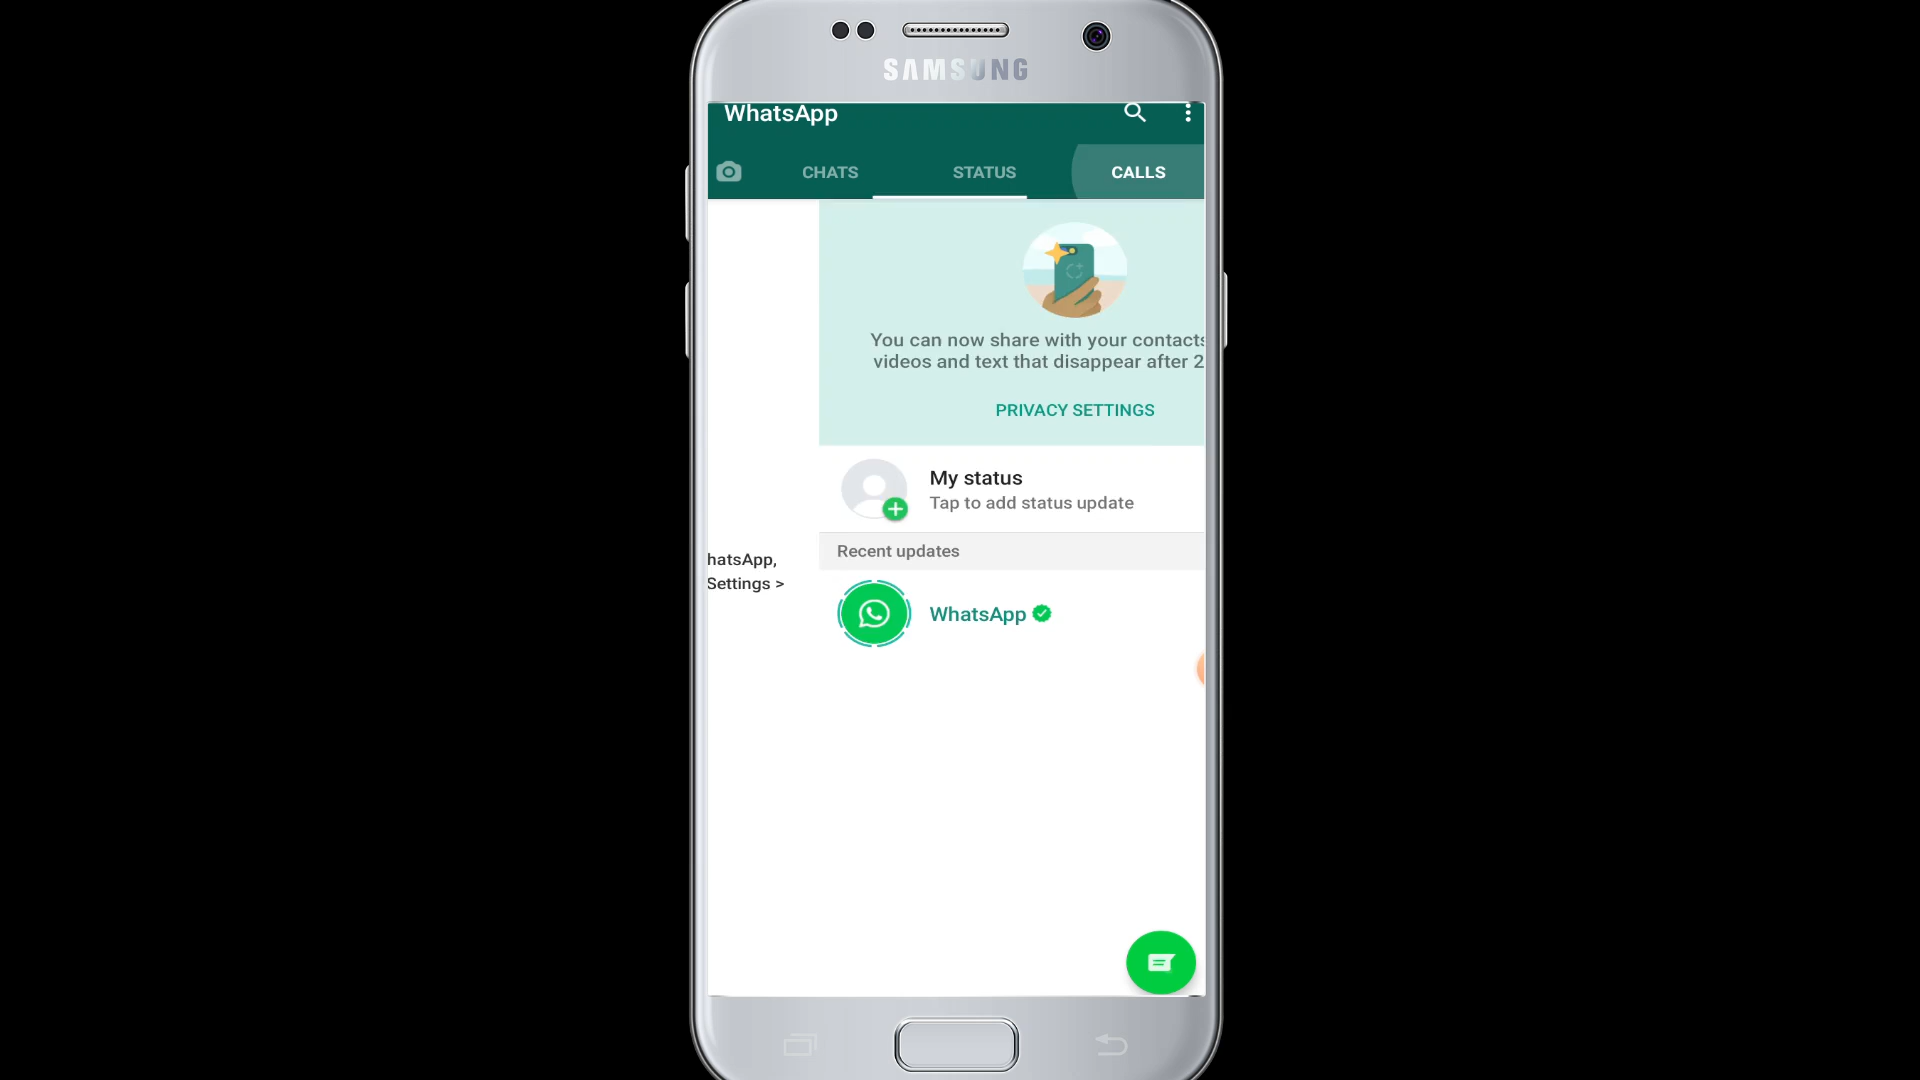 SAMSUNG
WhatsApp
CHATS
STATUS
CALLS
You can now share with your contacts
videos and text that disappear after 2
PRIVACY SETTINGS
My status
Tap to add status update
Recent updates
hatsApp,
Settings >
WhatsApp